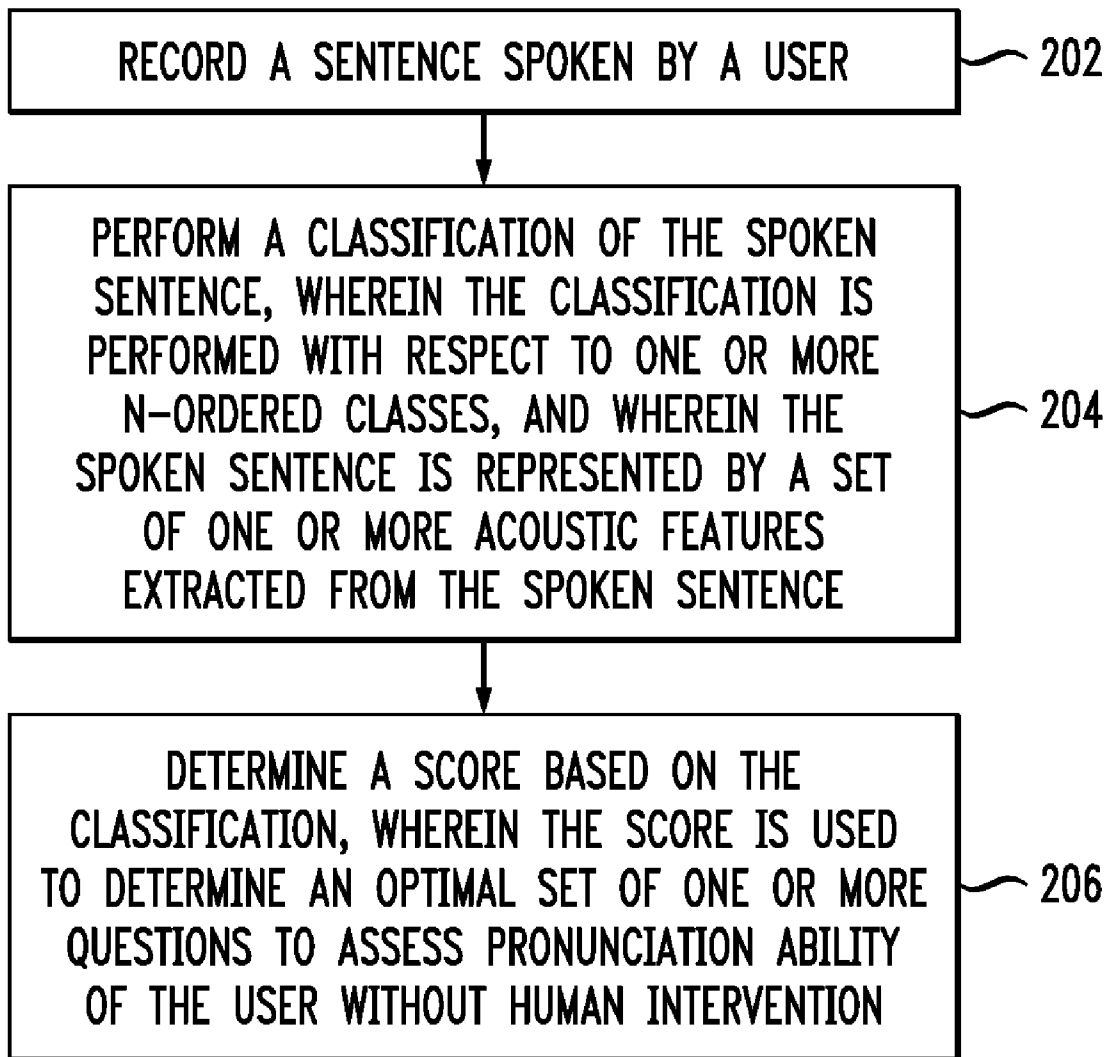 RECORD A SENTENCE SPOKEN BY A USER
202
PERFORM A CLASSIFICATION OF THE SPOKEN
SENTENCE, WHEREIN THE CLASSIFICATION IS
PERFORMED WITH RESPECT TO ONE OR MORE
N-ORDERED CLASSES, AND WHEREIN THE
SPOKEN SENTENCE IS REPRESENTED BY A SET
OF ONE OR MORE ACOUSTIC FEATURES
EXTRACTED FROM THE SPOKEN SENTENCE
204
DETERMINE A SCORE BASED ON THE
CLASSIFICATION, WHEREIN THE SCORE IS USED
TO DETERMINE AN OPTIMAL SET OF ONE OR MORE
QUESTIONS TO ASSESS PRONUNCIATION ABILITY
OF THE USER WITHOUT HUMAN INTERVENTION
206